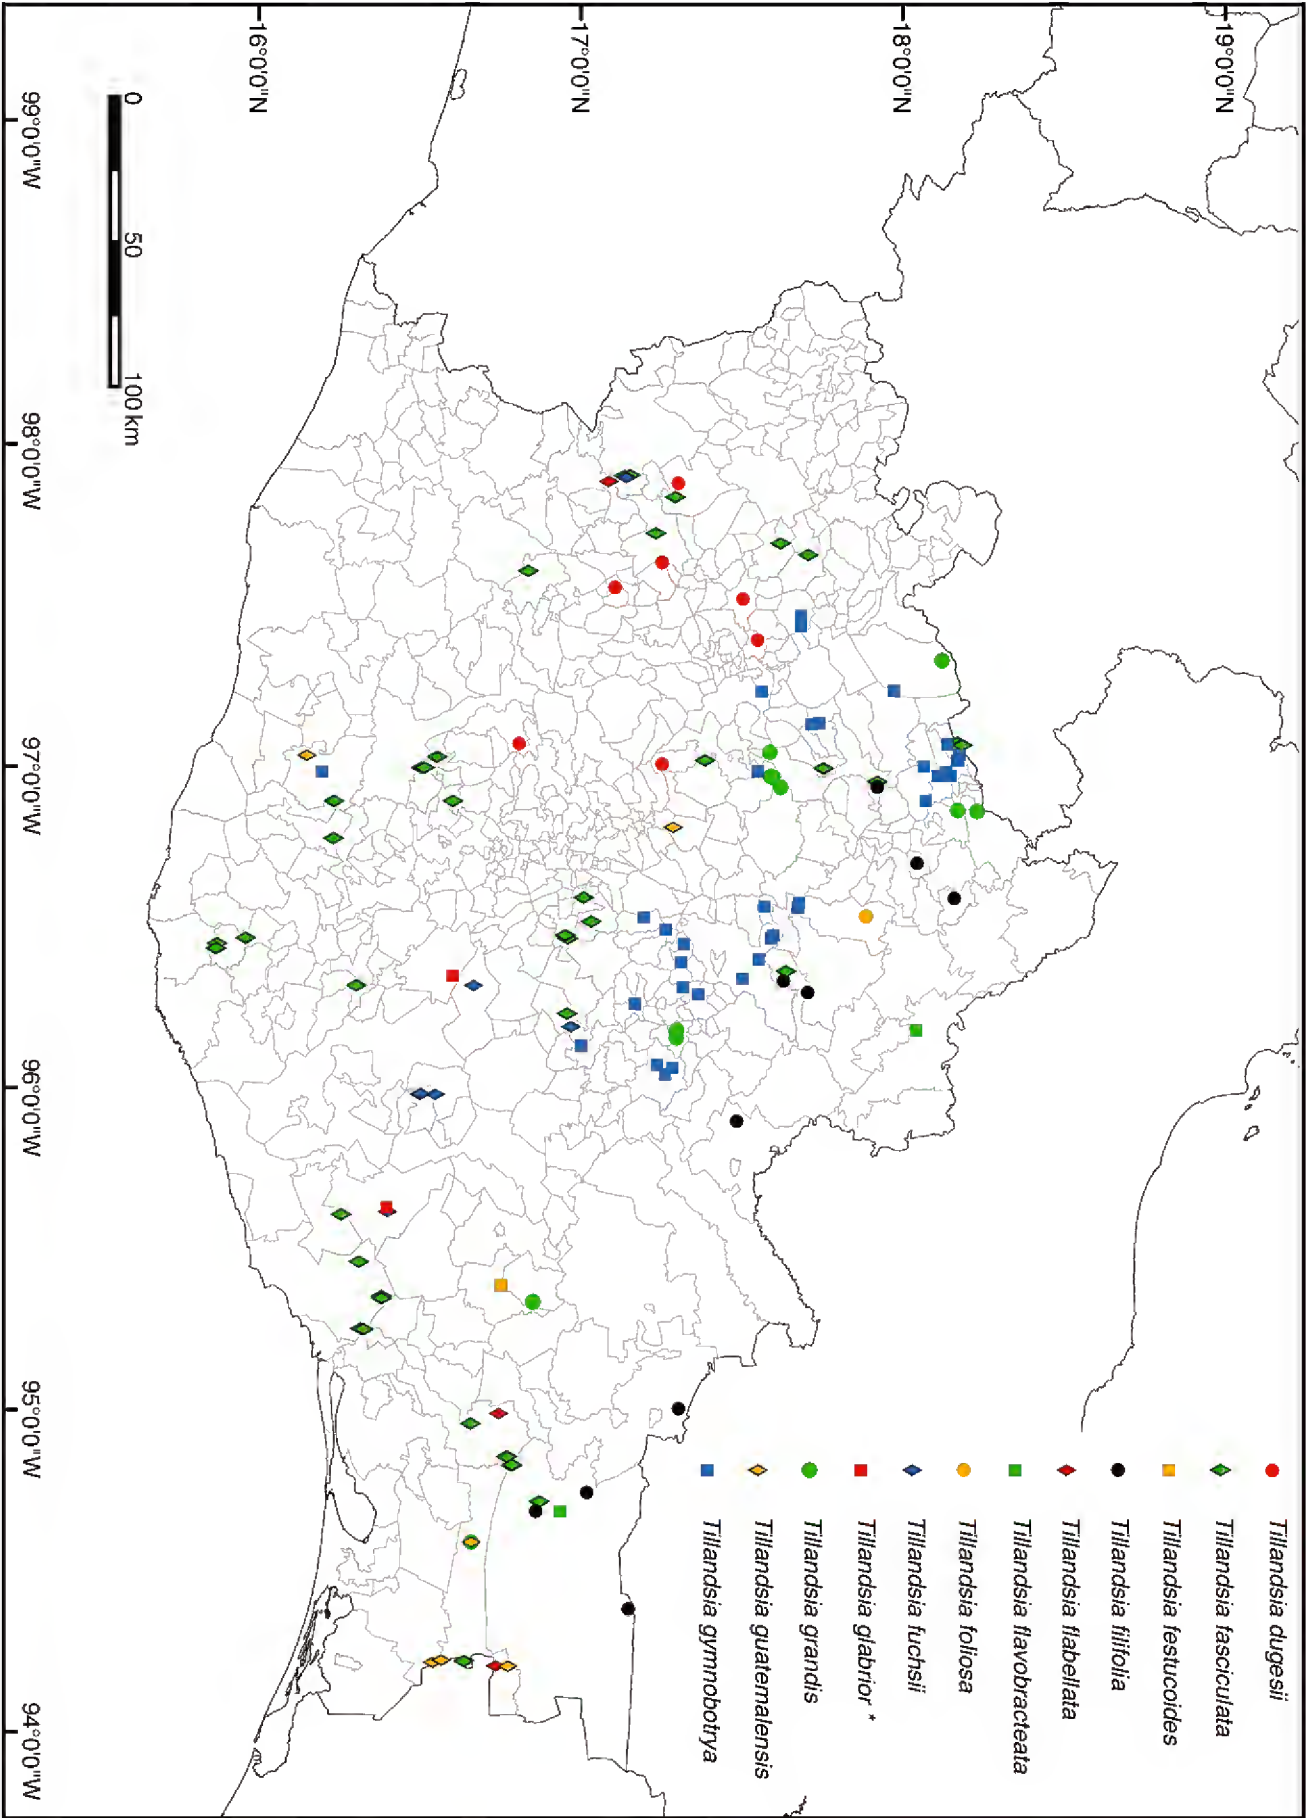 Tillandsia dugesii
Tillandsia fasciculata
Tillandsia festucoides
Tillandsia filifolia
Tillandsia flabellata
Tillandsia flavobracteata
Tillandsia foliosa
Tillandsia fuchsii
Tillandsia glabrior *
Tillandsia grandis
Tillandsia guatemalensis
Tillandsia gymnobotrya
19°0'0"N
18°0'0"N
17°0'0"N
16°0'0"N
0 50 100 km
99°0'0"W 98°0'0"W 97°0'0"W 96°0'0"W 95°0'0"W 94°0'0"W